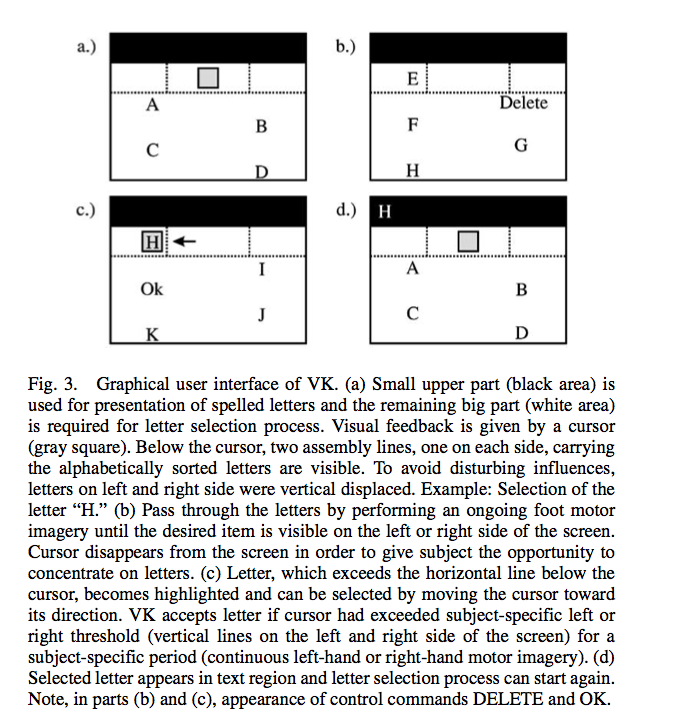 a.)
A
B
C
D
b.)
E
Delete
F
G
H
c.)
H
I
Ok
J
K
d.) H
A
B
C
D
Fig. 3. Graphical user interface of VK. (a) Small upper part (black area) is
used for presentation of spelled letters and the remaining big part (white area)
is required for letter selection process. Visual feedback is given by a cursor
(gray square). Below the cursor, two assembly lines, one on each side, carrying
the alphabetically sorted letters are visible. To avoid disturbing influences,
letters on left and right side were vertical displaced. Example: Selection of the
letter “H.” (b) Pass through the letters by performing an ongoing foot motor
imagery until the desired item is visible on the left or right side of the screen.
Cursor disappears from the screen in order to give subject the opportunity to
concentrate on letters. (c) Letter, which exceeds the horizontal line below the
cursor, becomes highlighted and can be selected by moving the cursor toward
its direction. VK accepts letter if cursor had exceeded subject-specific left or
right threshold (vertical lines on the left and right side of the screen) for a
subject-specific period (continuous left-hand or right-hand motor imagery). (d)
Selected letter appears in text region and letter selection process can start again.
Note, in parts (b) and (c), appearance of control commands DELETE and OK.